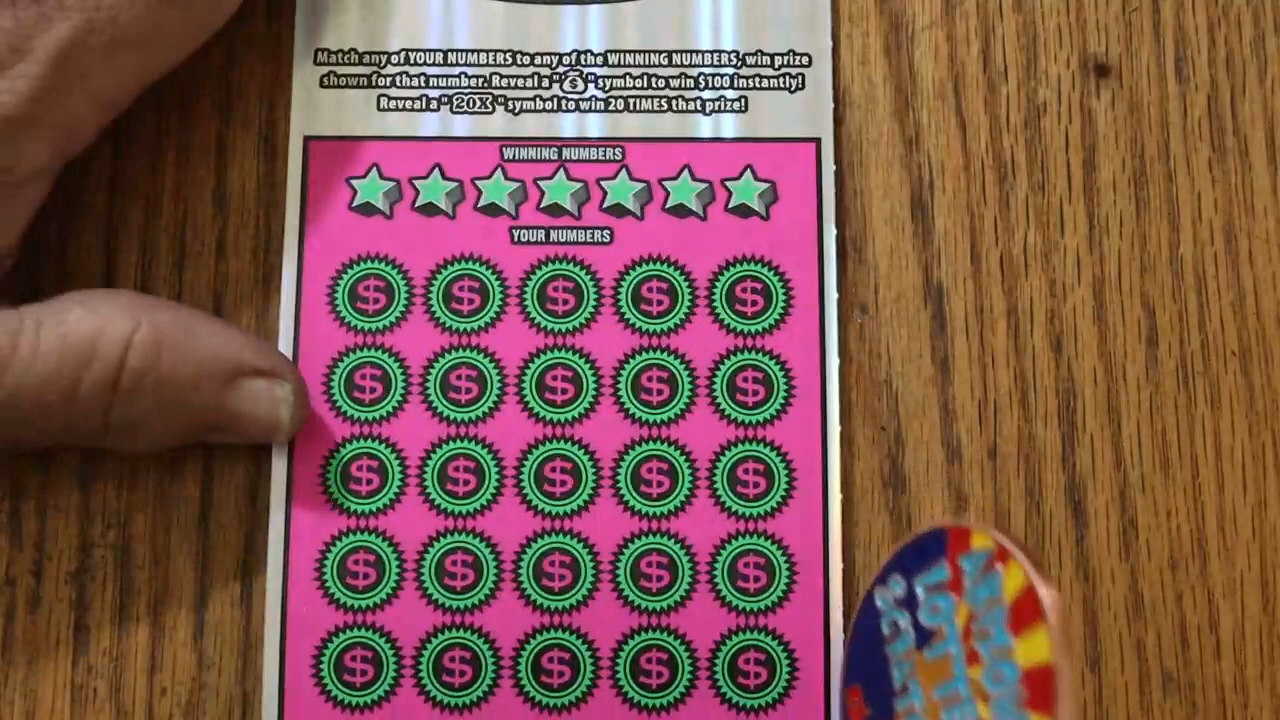 Match any of YOUR NUMBERS to any of the WINNING NUMBERS, win prize
shown for that number. Reveal a " $ " symbol to win $100 instantly!
Reveal a " 20X " symbol to win 20 TIMES that prize!
WINNING NUMBERS
YOUR NUMBERS
$ $ $ $ $
$ $ $ $ $
$ $ $ $ $
$ $ $ $ $
$ $ $ $ $